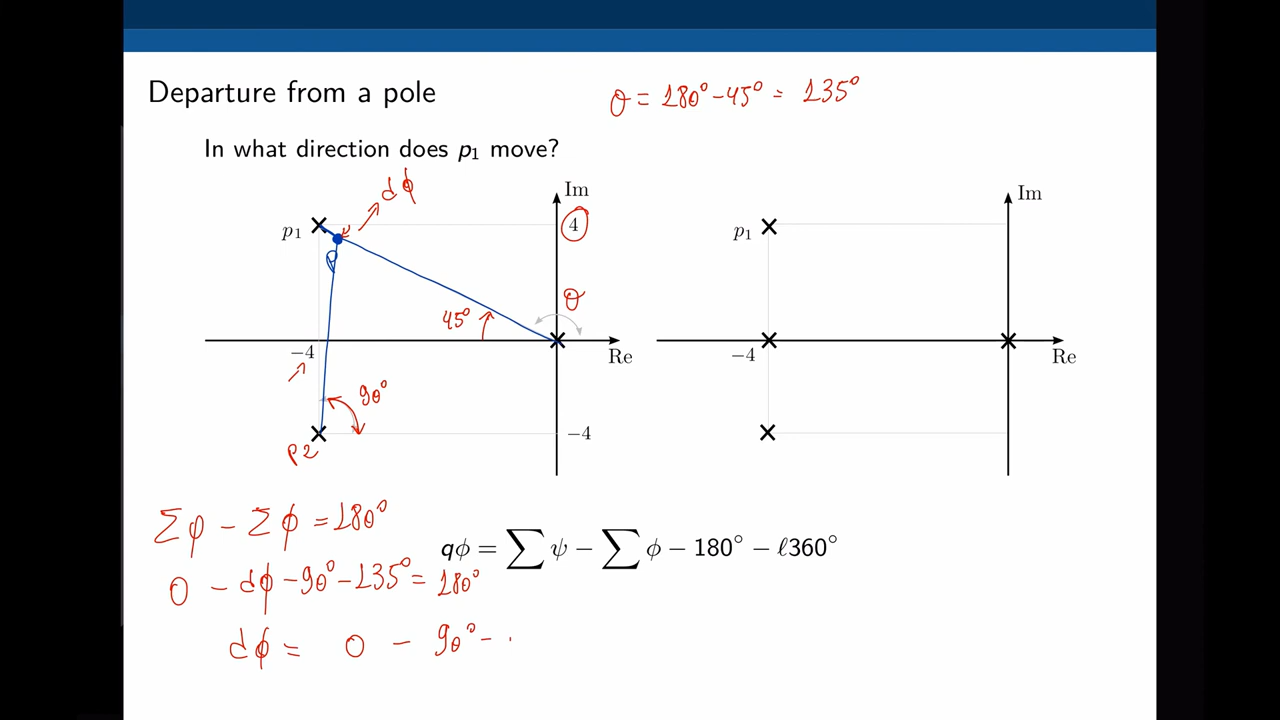 Departure from a pole
θ = 180° - 45° = 135°
In what direction does p₁ move?
dϕ
Im
4
p₁
θ
45°
-4
Re
90°
-4
p2
Im
p₁
-4
Re
Σφ - Σϕ = 180°
qϕ = ∑ψ − ∑ϕ − 180° − ℓ360°
0 - dϕ - 90° - 135° = 180°
dϕ = 0 - 90° -